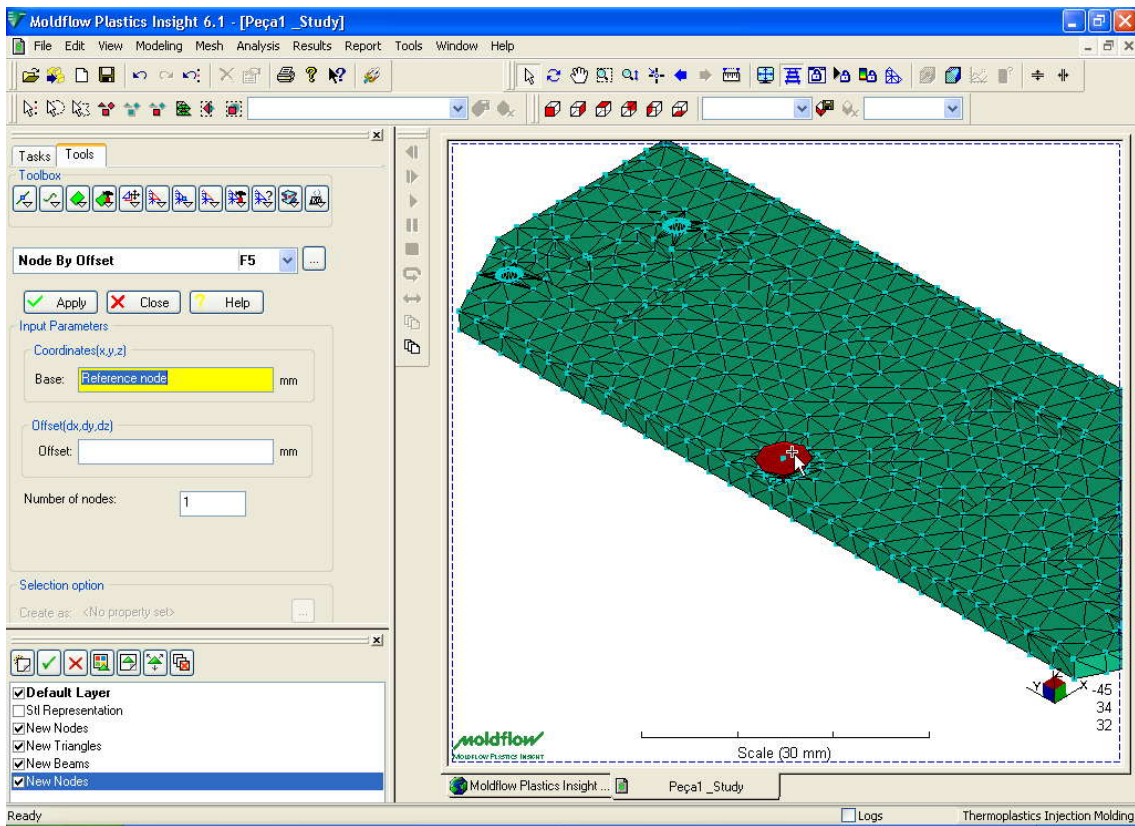 Moldflow Plastics Insight 6.1 - [Peça1 _Study]
File Edit View Modeling Mesh Analysis Results Report Tools Window Help
Tasks Tools
Toolbox
Node By Offset F5 ...
Apply Close ? Help
Input Parameters
Coordinates(x,y,z)
Base: Reference node mm
Offset(dx,dy,dz)
Offset: mm
Number of nodes: 1
Selection option
Create as: <No property set> ...
Default Layer
Stl Representation
New Nodes
New Triangles
New Beams
New Nodes
Y X
-45
34
32
moldflow
MOLDFLOW PLASTICS INSIGHT
Scale (30 mm)
Moldflow Plastics Insight ... Peça1 _Study
Ready Logs Thermoplastics Injection Molding